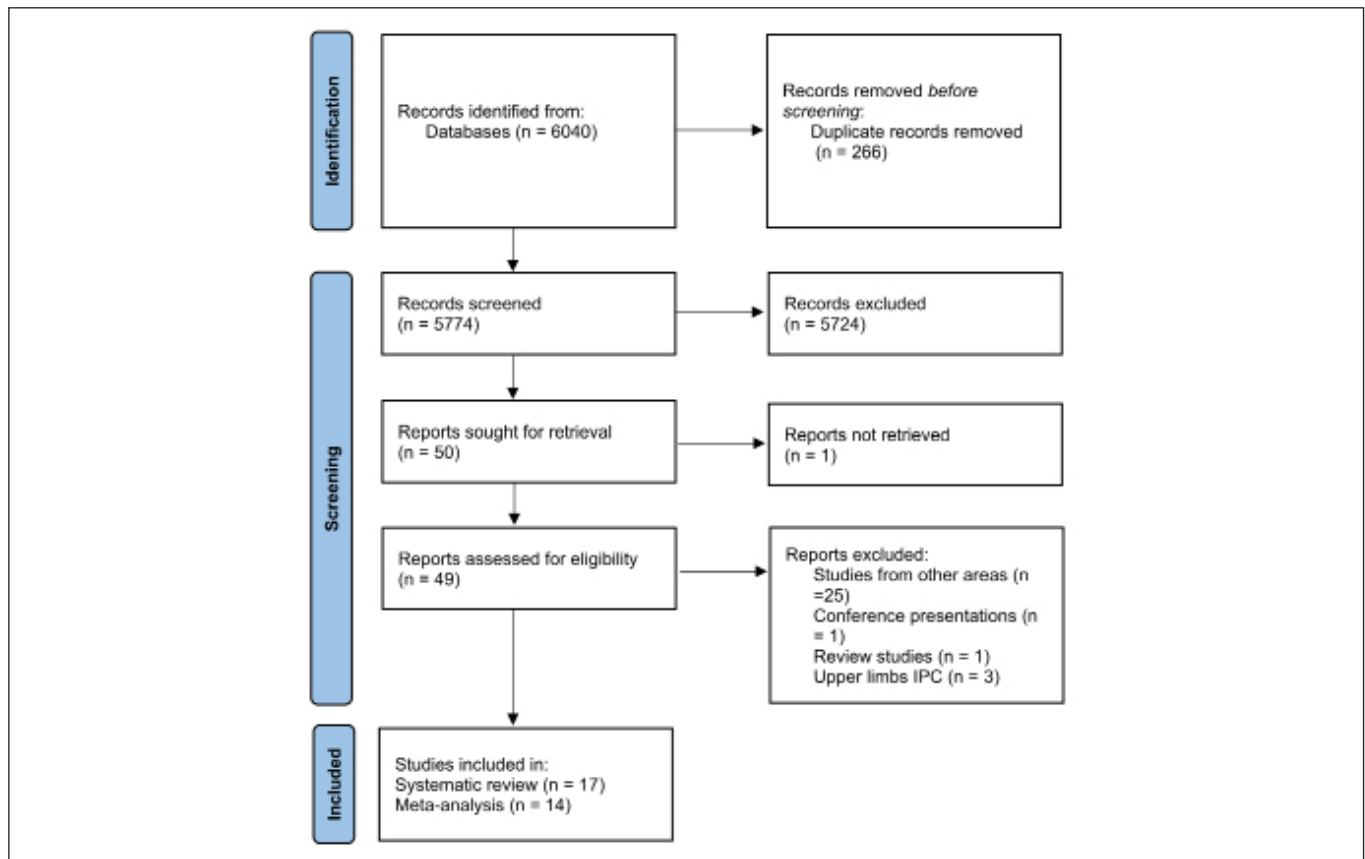 Identification
Records identified from:
Databases (n = 6040)
Records removed before
screening:
Duplicate records removed
(n = 266)
Screening
Records screened
(n = 5774)
Records excluded
(n = 5724)
Reports sought for retrieval
(n = 50)
Reports not retrieved
(n = 1)
Reports assessed for eligibility
(n = 49)
Reports excluded:
Studies from other areas (n
=25)
Conference presentations (n
= 1)
Review studies (n = 1)
Upper limbs IPC (n = 3)
Included
Studies included in:
Systematic review (n = 17)
Meta-analysis (n = 14)